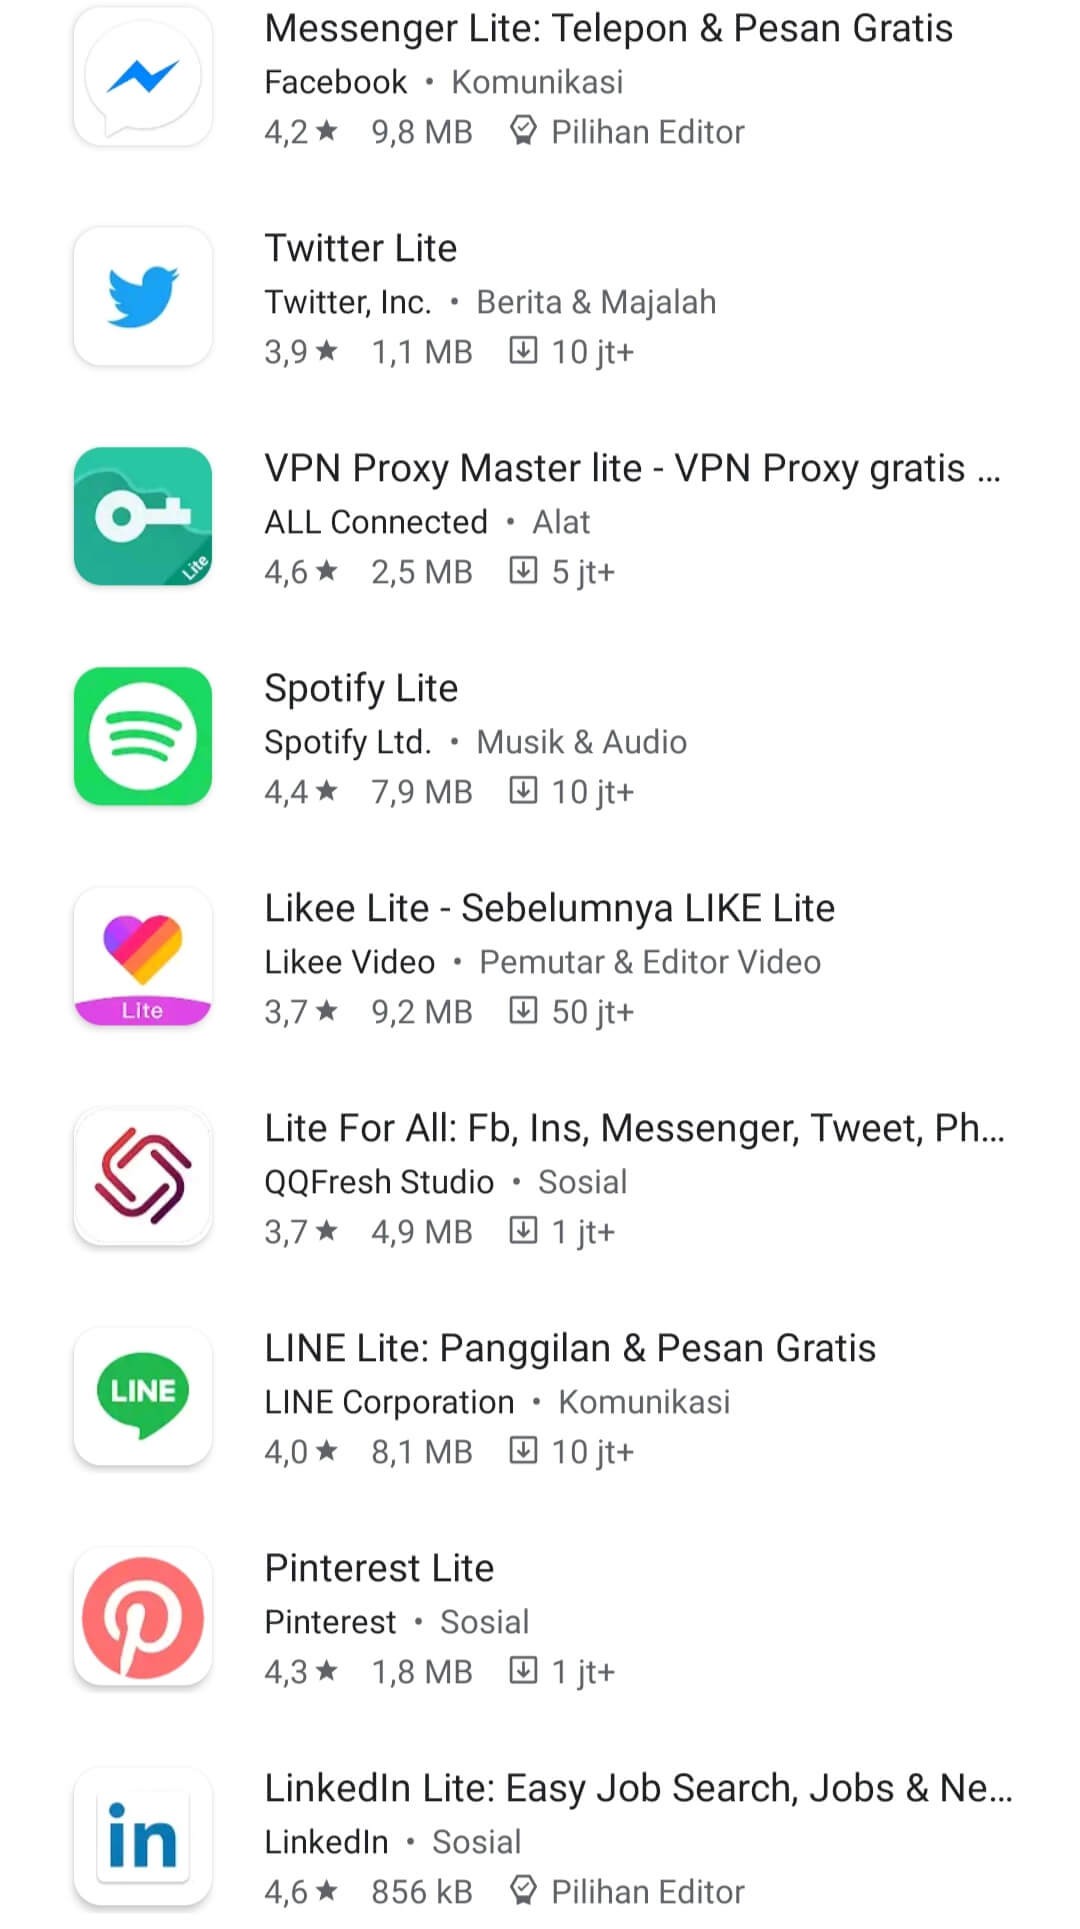 Messenger Lite: Telepon & Pesan Gratis
Facebook • Komunikasi
4,2★ 9,8 MB Pilihan Editor
Twitter Lite
Twitter, Inc. • Berita & Majalah
3,9★ 1,1 MB 10 jt+
VPN Proxy Master lite - VPN Proxy gratis ...
ALL Connected • Alat
Lite
4,6★ 2,5 MB 5 jt+
Spotify Lite
Spotify Ltd. • Musik & Audio
4,4★ 7,9 MB 10 jt+
Likee Lite - Sebelumnya LIKE Lite
Likee Video • Pemutar & Editor Video
Lite
3,7★ 9,2 MB 50 jt+
Lite For All: Fb, Ins, Messenger, Tweet, Ph...
QQFresh Studio • Sosial
3,7★ 4,9 MB 1 jt+
LINE Lite: Panggilan & Pesan Gratis
LINE
LINE Corporation • Komunikasi
4,0★ 8,1 MB 10 jt+
Pinterest Lite
Pinterest • Sosial
4,3★ 1,8 MB 1 jt+
LinkedIn Lite: Easy Job Search, Jobs & Ne...
in
LinkedIn • Sosial
4,6★ 856 kB Pilihan Editor